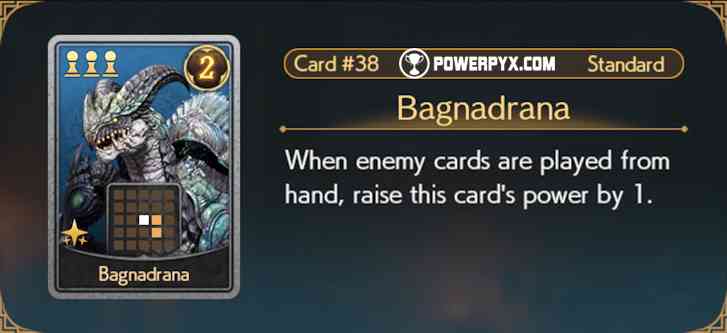 2
Bagnadrana
Card #38 POWERPYX.COM Standard
Bagnadrana
When enemy cards are played from
hand, raise this card's power by 1.